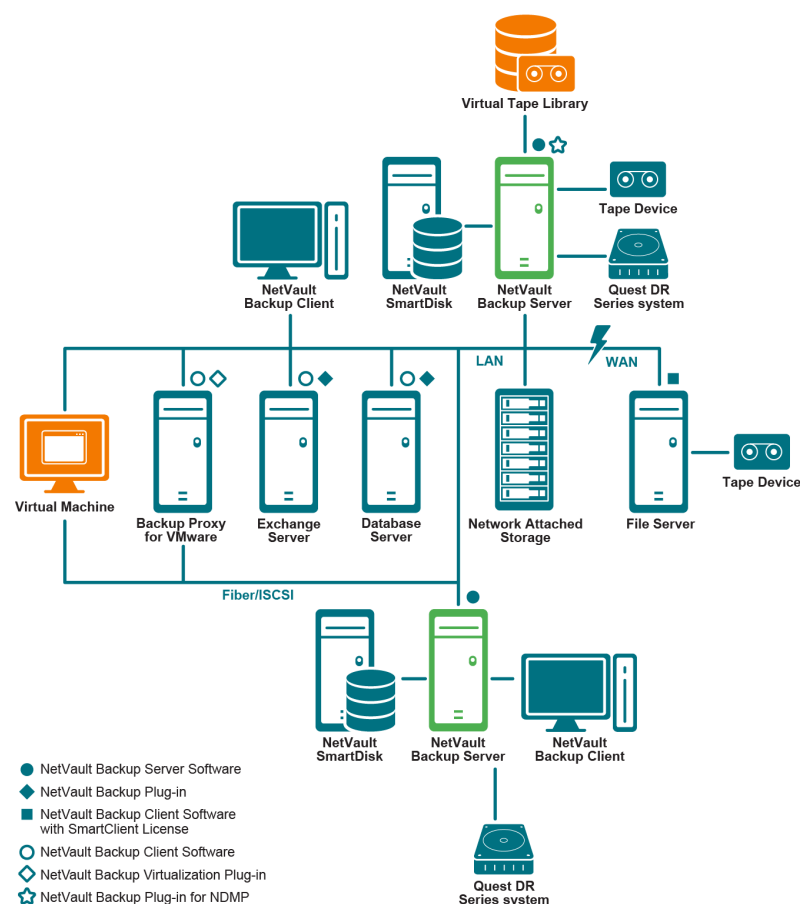 Virtual Tape Library
Tape Device
NetVault
Backup Client
NetVault
SmartDisk
NetVault
Backup Server
Quest DR
Series system
LAN
WAN
Virtual Machine
Backup Proxy
for VMware
Exchange
Server
Database
Server
Network Attached
Storage
File Server
Tape Device
Fiber/ISCSI
NetVault
SmartDisk
NetVault
Backup Server
NetVault
Backup Client
Quest DR
Series system
NetVault Backup Server Software
NetVault Backup Plug-in
NetVault Backup Client Software
with SmartClient License
NetVault Backup Client Software
NetVault Backup Virtualization Plug-in
NetVault Backup Plug-in for NDMP